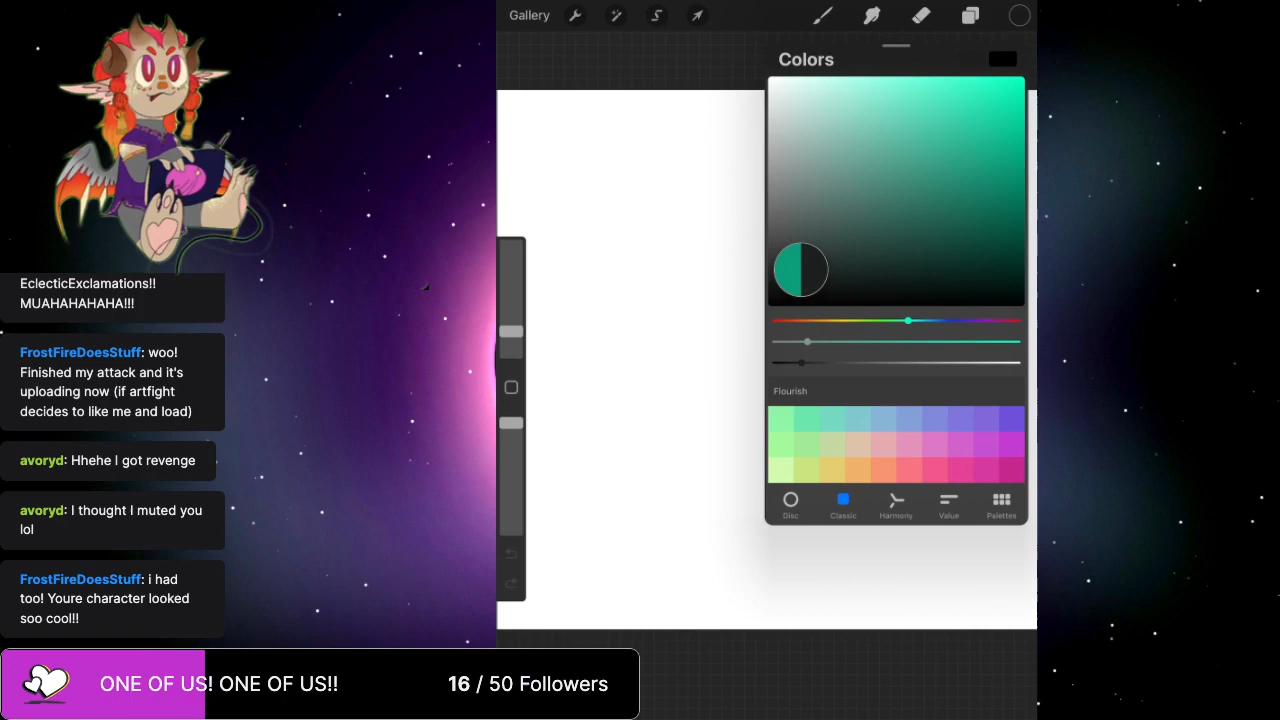 Gallery
Colors
EclecticExclamations!!
MUAHAHAHAHA!!!
FrostFireDoesStuff: woo!
Finished my attack and it's
uploading now (if artfight
decides to like me and load)
avoryd: Hhehe I got revenge
avoryd: I thought I muted you
lol
FrostFireDoesStuff: i had
too! Youre character looked
soo cool!!
Flourish
Disc
Classic
Harmony
Value
Palettes
ONE OF US! ONE OF US!!
16 / 50 Followers